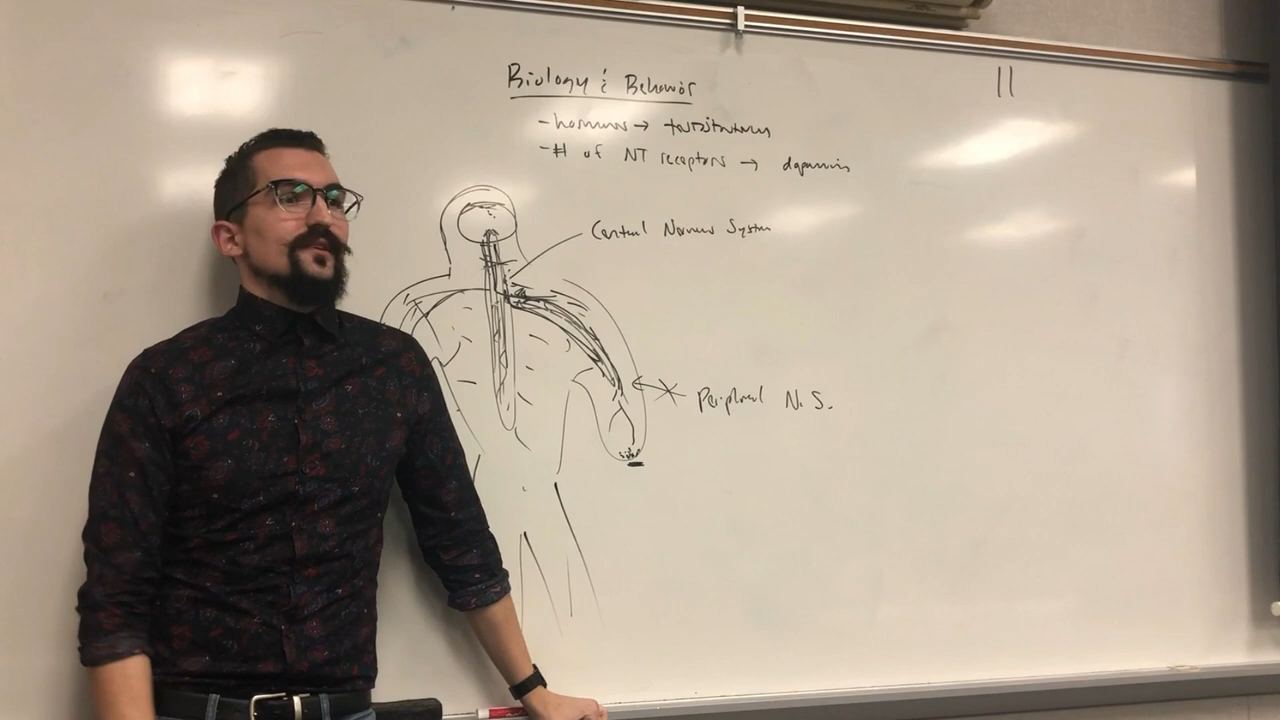 Biology & Behavior
- hormones → testosterone
- # of NT receptors → dopamine
Central Nervous System
Peripheral N.S.
11